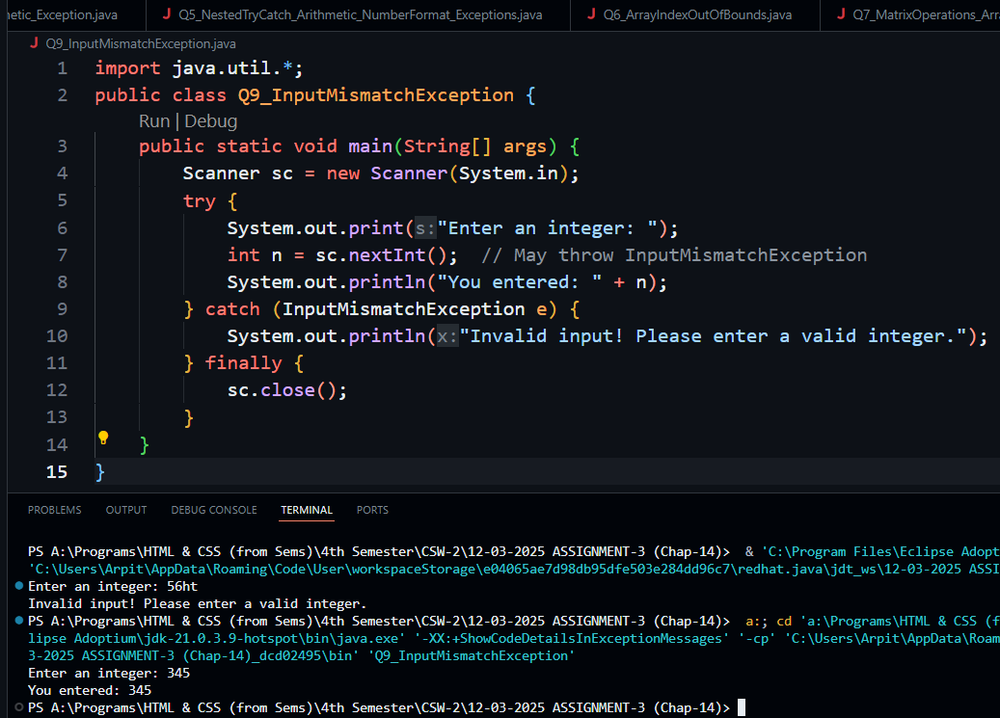 netic_Exception.java J Q5_NestedTryCatch_Arithmetic_NumberFormat_Exceptions.java J Q6_ArrayIndexOutOfBounds.java J Q7_MatrixOperations_Arr
J Q9_InputMismatchException.java
1 import java.util.*;
2 public class Q9_InputMismatchException {
Run | Debug
3 public static void main(String[] args) {
4 Scanner sc = new Scanner(System.in);
5 try {
6 System.out.print(s:"Enter an integer: ");
7 int n = sc.nextInt(); // May throw InputMismatchException
8 System.out.println("You entered: " + n);
9 } catch (InputMismatchException e) {
10 System.out.println(x:"Invalid input! Please enter a valid integer.");
11 } finally {
12 sc.close();
13 }
14 }
15 }
PROBLEMS OUTPUT DEBUG CONSOLE TERMINAL PORTS
PS A:\Programs\HTML & CSS (from Sems)\4th Semester\CSW-2\12-03-2025 ASSIGNMENT-3 (Chap-14)> & 'C:\Program Files\Eclipse Adopt
'C:\Users\Arpit\AppData\Roaming\Code\User\workspaceStorage\e04065ae7d98db95dfe503e284dd96c7\redhat.java\jdt_ws\12-03-2025 ASSI
Enter an integer: 56ht
Invalid input! Please enter a valid integer.
PS A:\Programs\HTML & CSS (from Sems)\4th Semester\CSW-2\12-03-2025 ASSIGNMENT-3 (Chap-14)> a:; cd 'a:\Programs\HTML & CSS (f
lipse Adoptium\jdk-21.0.3.9-hotspot\bin\java.exe' '-XX:+ShowCodeDetailsInExceptionMessages' '-cp' 'C:\Users\Arpit\AppData\Roam
3-2025 ASSIGNMENT-3 (Chap-14)_dcd02495\bin' 'Q9_InputMismatchException'
Enter an integer: 345
You entered: 345
PS A:\Programs\HTML & CSS (from Sems)\4th Semester\CSW-2\12-03-2025 ASSIGNMENT-3 (Chap-14)>